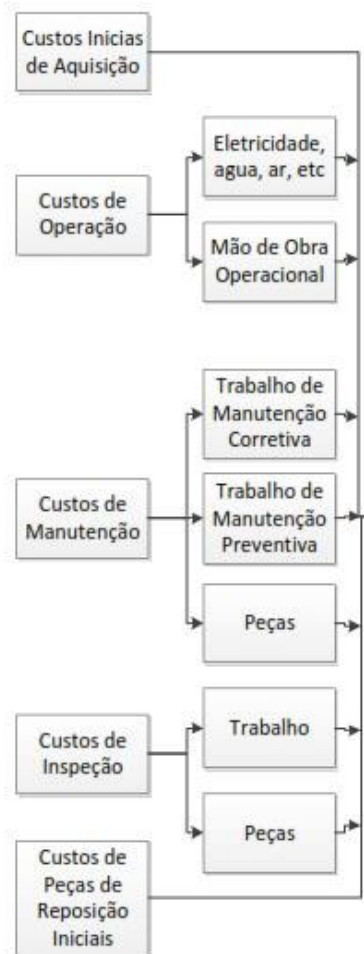 Custos Inicias
de Aquisição
Eletricidade,
agua, ar, etc
Custos de
Operação
Mão de Obra
Operacional
Trabalho de
Manutenção
Corretiva
Custos de
Manutenção
Trabalho de
Manutenção
Preventiva
Peças
Custos de
Inspeção
Trabalho
Peças
Custos de
Peças de
Reposição
Iniciais